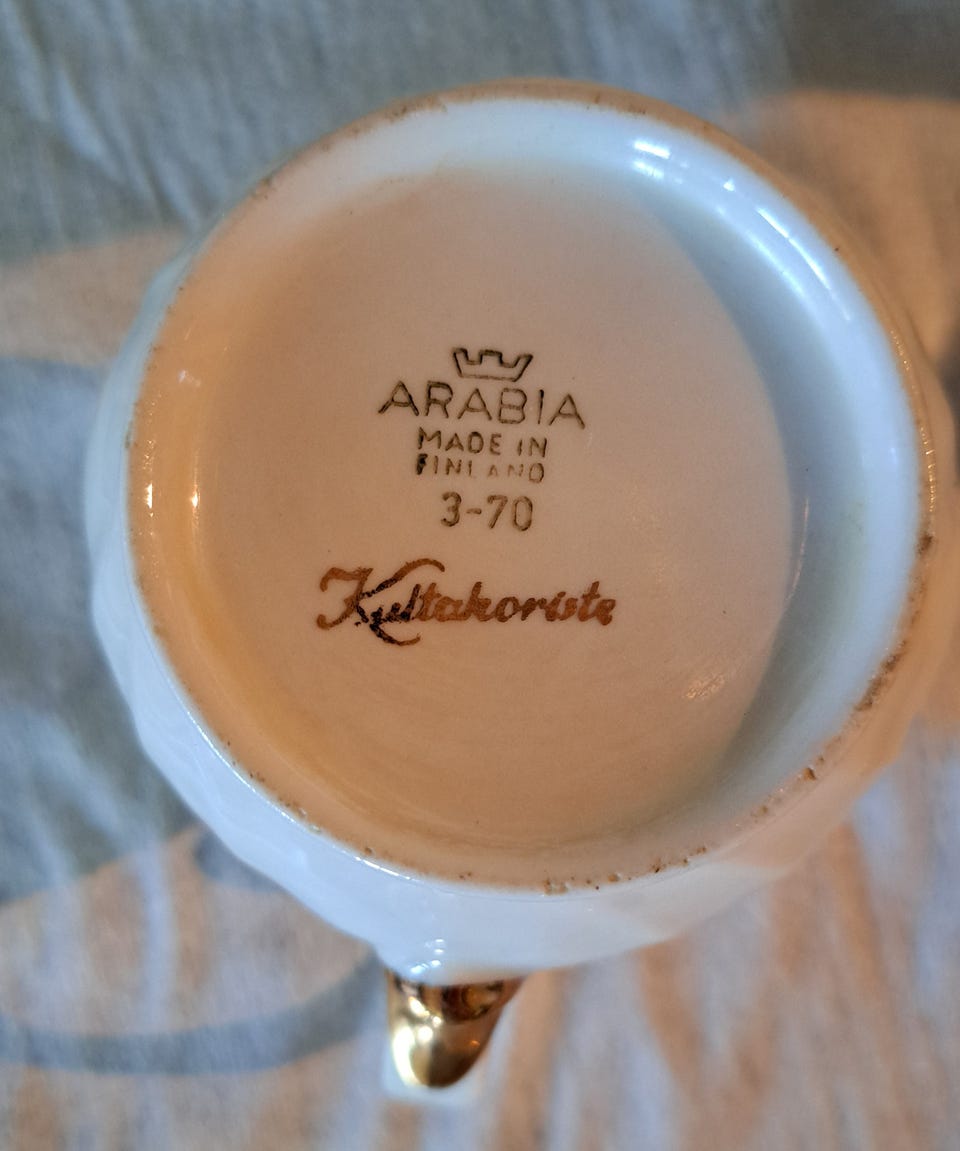 ARABIA
MADE IN
FINLAND
3-70
Kultakoriste